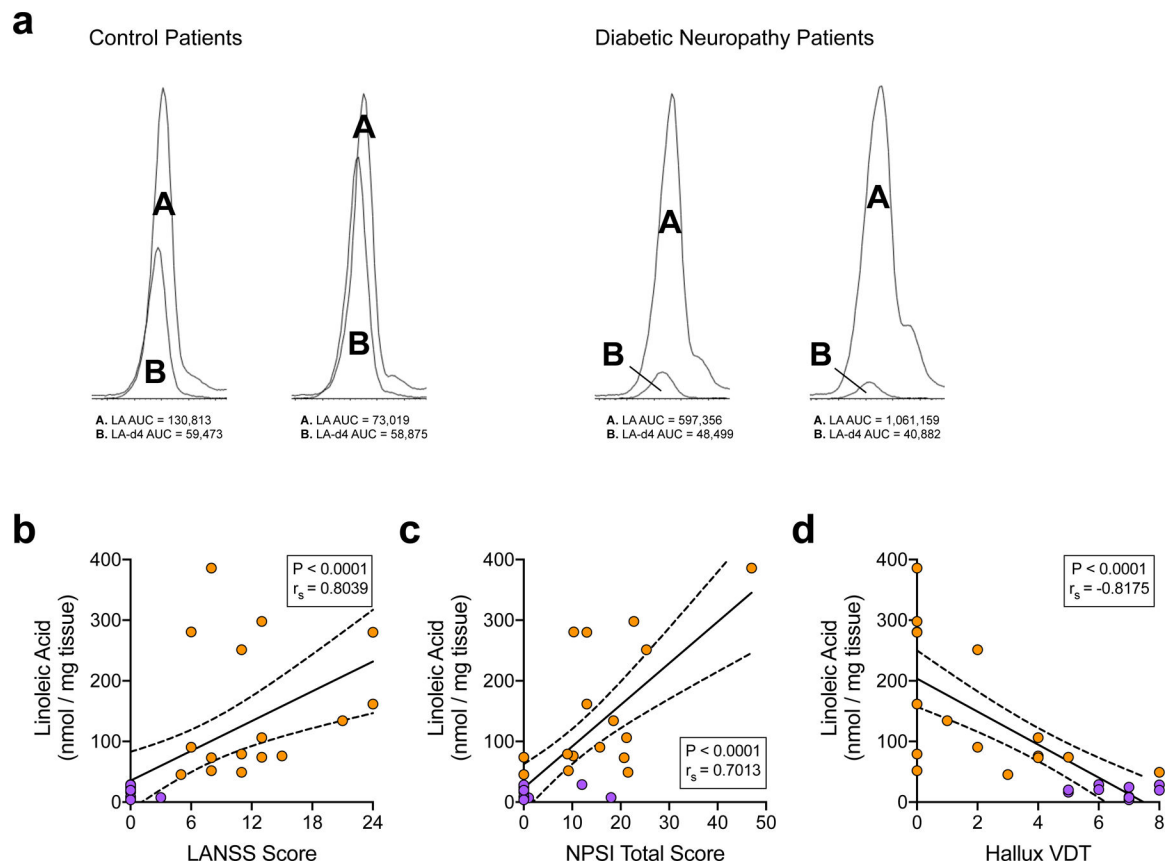 a
Control Patients
Diabetic Neuropathy Patients
A
B
A
B
A
B
A
B
A. LA AUC = 130,813
B. LA-d4 AUC = 59,473
A. LA AUC = 73,019
B. LA-d4 AUC = 58,875
A. LA AUC = 597,356
B. LA-d4 AUC = 48,499
A. LA AUC = 1,061,159
B. LA-d4 AUC = 40,882
b
Linoleic Acid
(nmol / mg tissue)
400
300
200
100
0
P < 0.0001
rs = 0.8039
0 6 12 18 24
LANSS Score
c
Linoleic Acid
(nmol / mg tissue)
400
300
200
100
0
P < 0.0001
rs = 0.7013
0 10 20 30 40 50
NPSI Total Score
d
Linoleic Acid
(nmol / mg tissue)
400
300
200
100
0
P < 0.0001
rs = -0.8175
0 2 4 6 8
Hallux VDT